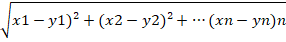 √(x1 − y1)² + (x2 − y2)² + ⋯ (xn − yn)n